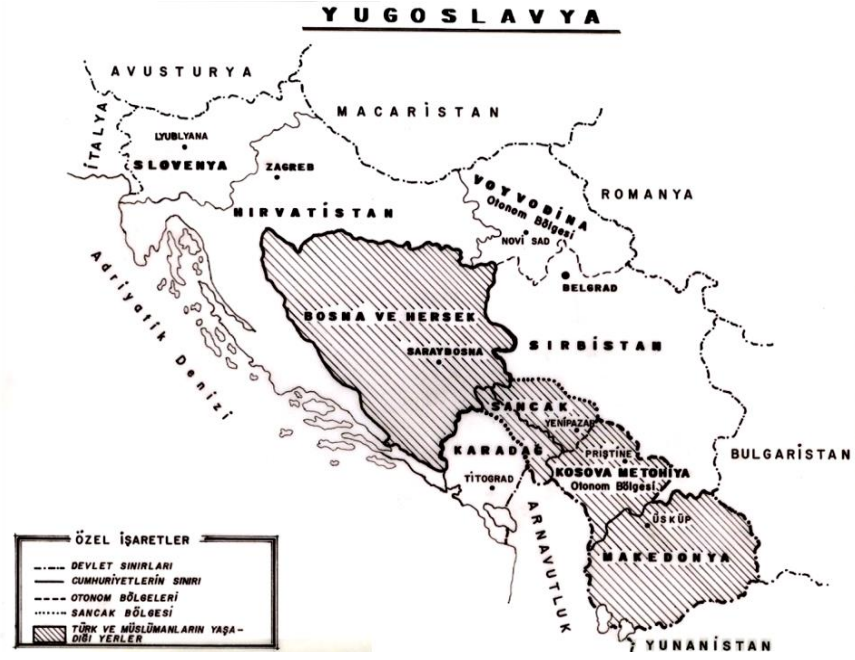 YUGOSLAVYA
AVUSTURYA
MACARİSTAN
İTALYA
LYUBLYANA
SLOVENYA
ZAGREB
ROMANYA
VOYVODİNA
Otonom Bölgesi
NOVİ SAD
HIRVATİSTAN
BELGRAD
Adriyatik Denizi
BOSNA VE HERSEK
SARAYBOSNA
SIRBİSTAN
SANCAK
YENİPAZAR
KARADAĞ
PRİŞTİNE
BULGARİSTAN
KOSOVA METOHİYA
Otonom Bölgesi
TİTOGRAD
ARNAVUTLUK
ÜSKÜP
MAKEDONYA
YUNANİSTAN
ÖZEL İŞARETLER
DEVLET SINIRLARI
CUMHURİYETLERİN SINIRI
OTONOM BÖLGELERİ
SANCAK BÖLGESİ
TÜRK VE MÜSLÜMANLARIN YAŞA-
DIĞI YERLER